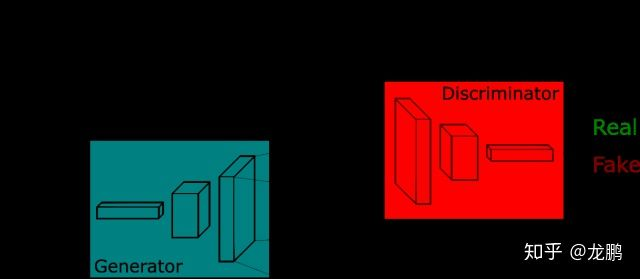 Discriminator
Real
Fake
Generator
知乎 @龙鹏